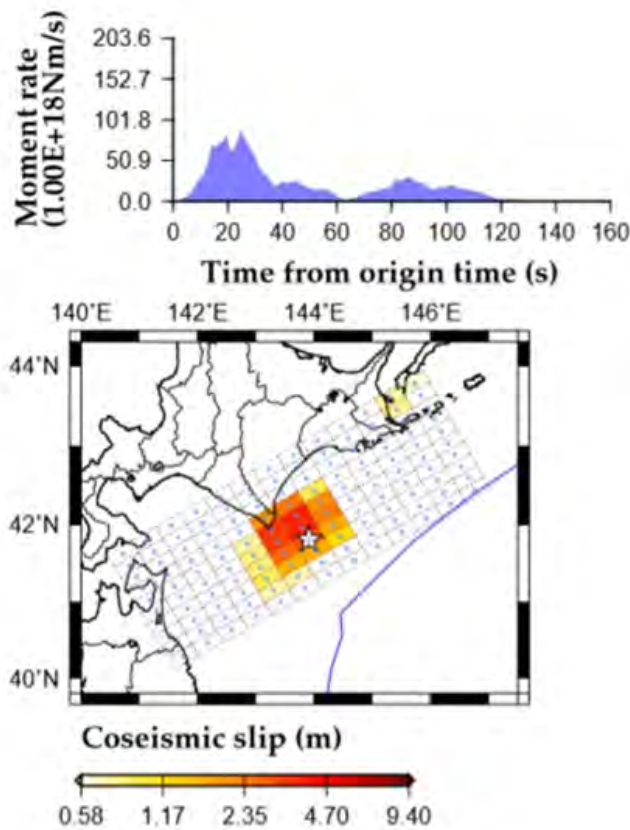 Moment rate
(1.00E+18Nm/s)
203.6
152.7
101.8
50.9
0.0
0 20 40 60 80 100 120 140 160
Time from origin time (s)
140˚E 142˚E 144˚E 146˚E
44˚N
42˚N
40˚N
Coseismic slip (m)
0.58 1.17 2.35 4.70 9.40